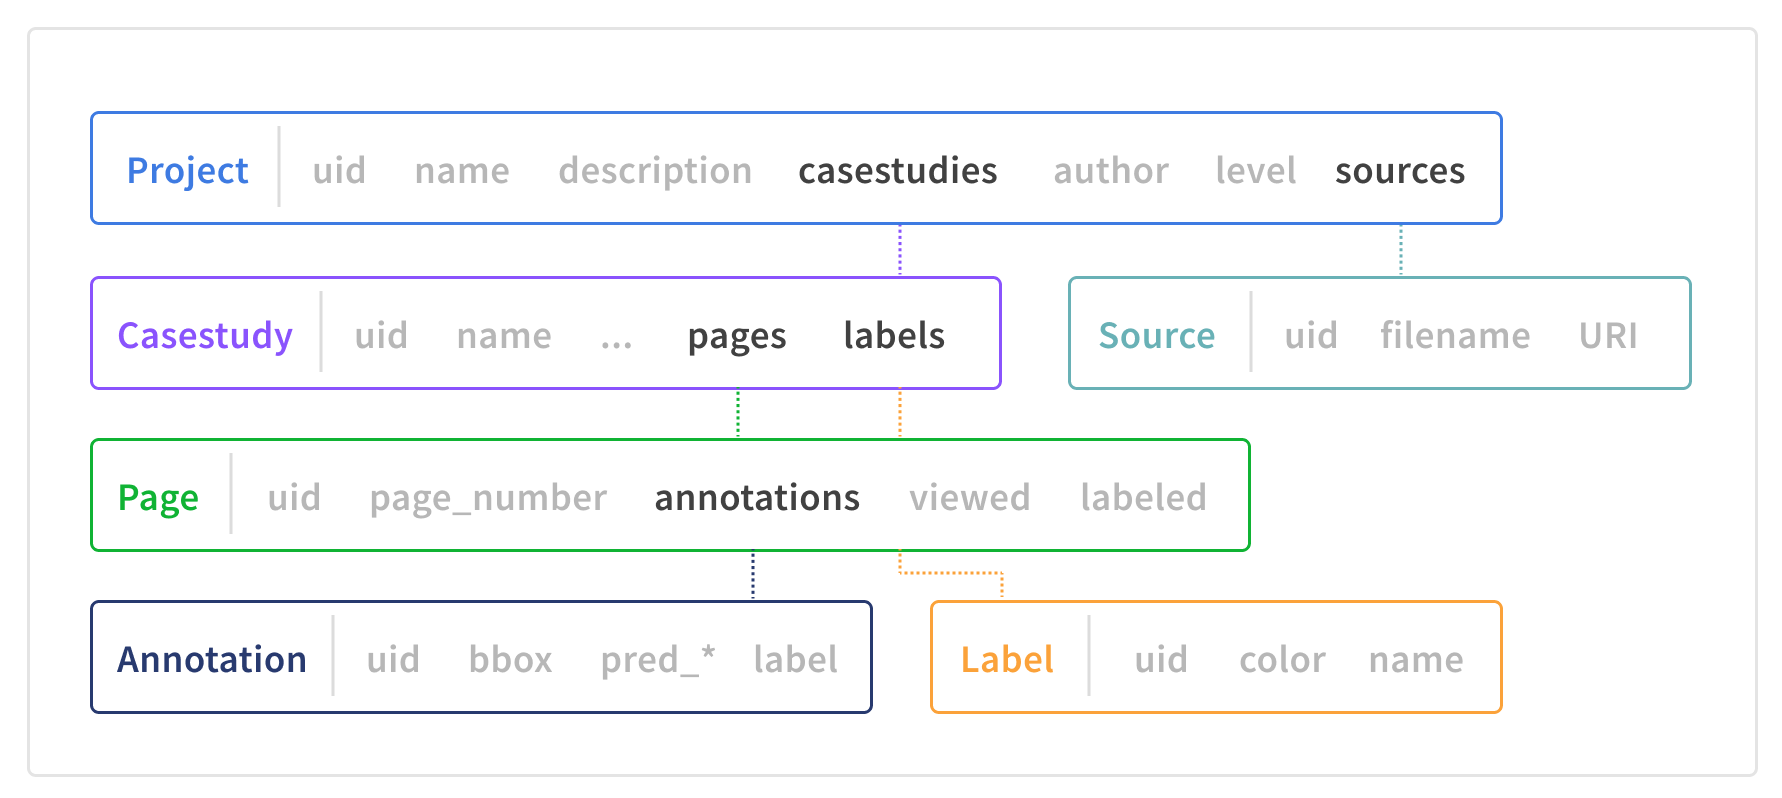 Project uid name description casestudies author level sources
Casestudy uid name ... pages labels
Source uid filename URI
Page uid page_number annotations viewed labeled
Annotation uid bbox pred_* label
Label uid color name